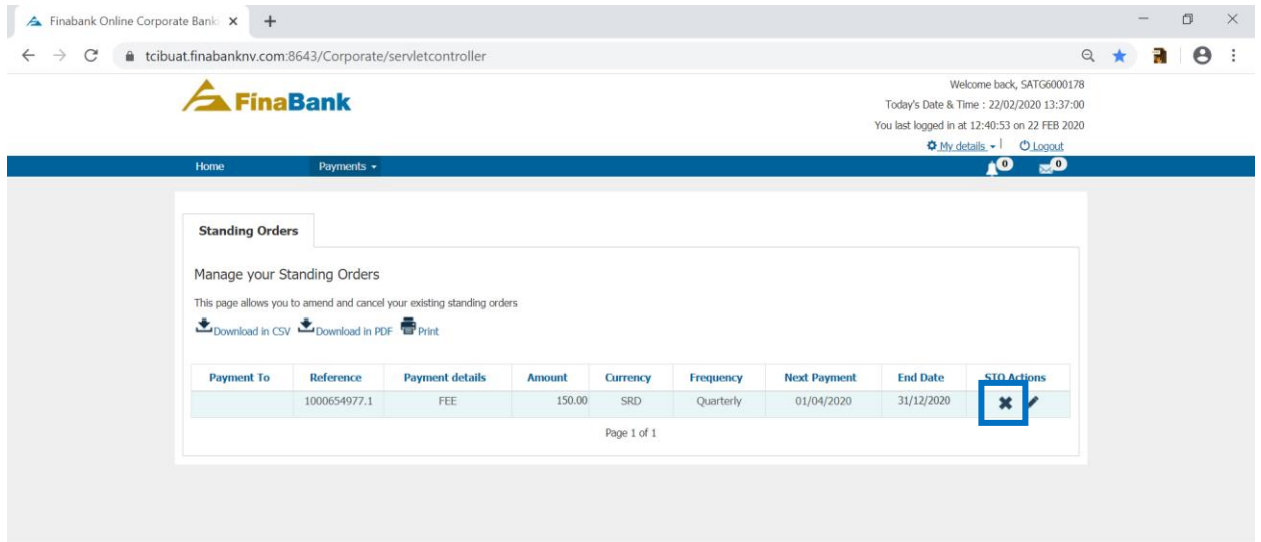 Finabank Online Corporate Bank
tcibuat.finabanknv.com:8643/Corporate/servletcontroller
FinaBank
Welcome back, SATG6000178
Today's Date & Time : 22/02/2020 13:37:00
You last logged in at 12:40:53 on 22 FEB 2020
My details | Logout
Home Payments 0 0
Standing Orders
Manage your Standing Orders
This page allows you to amend and cancel your existing standing orders
Download in CSV Download in PDF Print
Payment To Reference Payment details Amount Currency Frequency Next Payment End Date STO Actions
1000654977.1 FEE 150.00 SRD Quarterly 01/04/2020 31/12/2020
Page 1 of 1